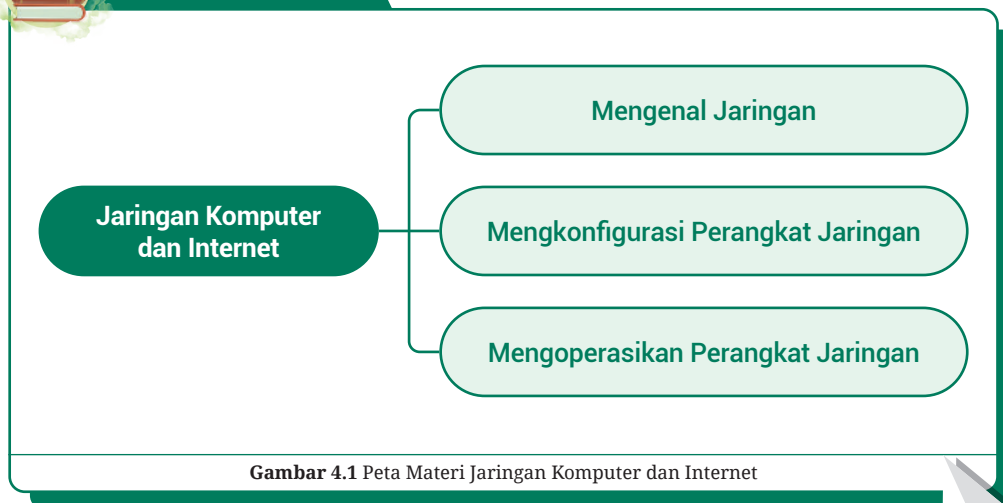 Mengenal Jaringan
Jaringan Komputer
dan Internet
Mengkonfigurasi Perangkat Jaringan
Mengoperasikan Perangkat Jaringan
Gambar 4.1 Peta Materi Jaringan Komputer dan Internet